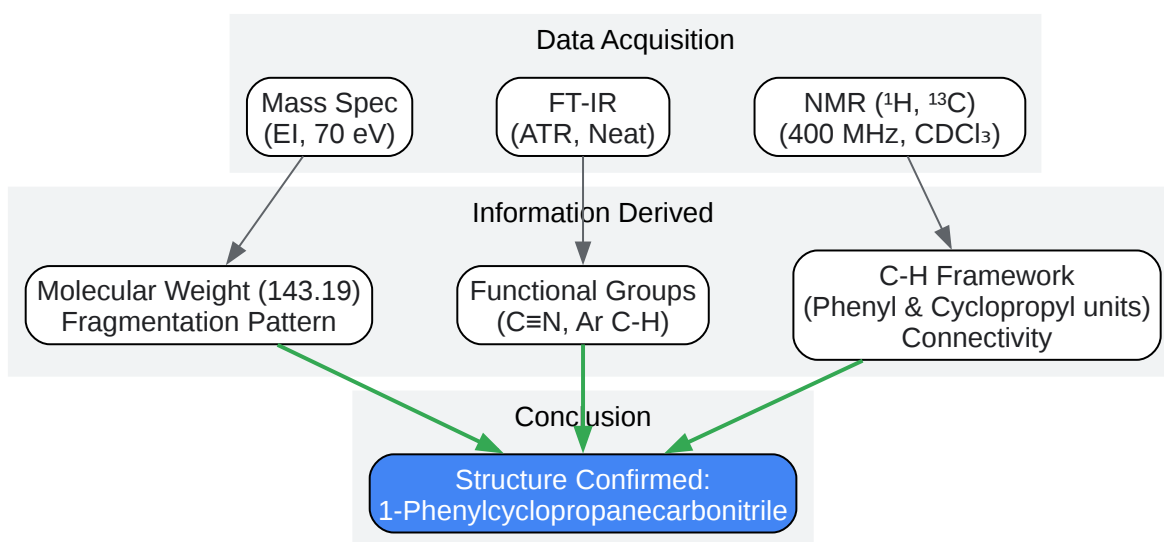 Data Acquisition
Mass Spec
(EI, 70 eV)
FT-IR
(ATR, Neat)
NMR (¹H, ¹³C)
(400 MHz, CDCl₃)
Information Derived
Molecular Weight (143.19)
Fragmentation Pattern
Functional Groups
(C≡N, Ar C-H)
C-H Framework
(Phenyl & Cyclopropyl units)
Connectivity
Conclusion
Structure Confirmed:
1-Phenylcyclopropanecarbonitrile